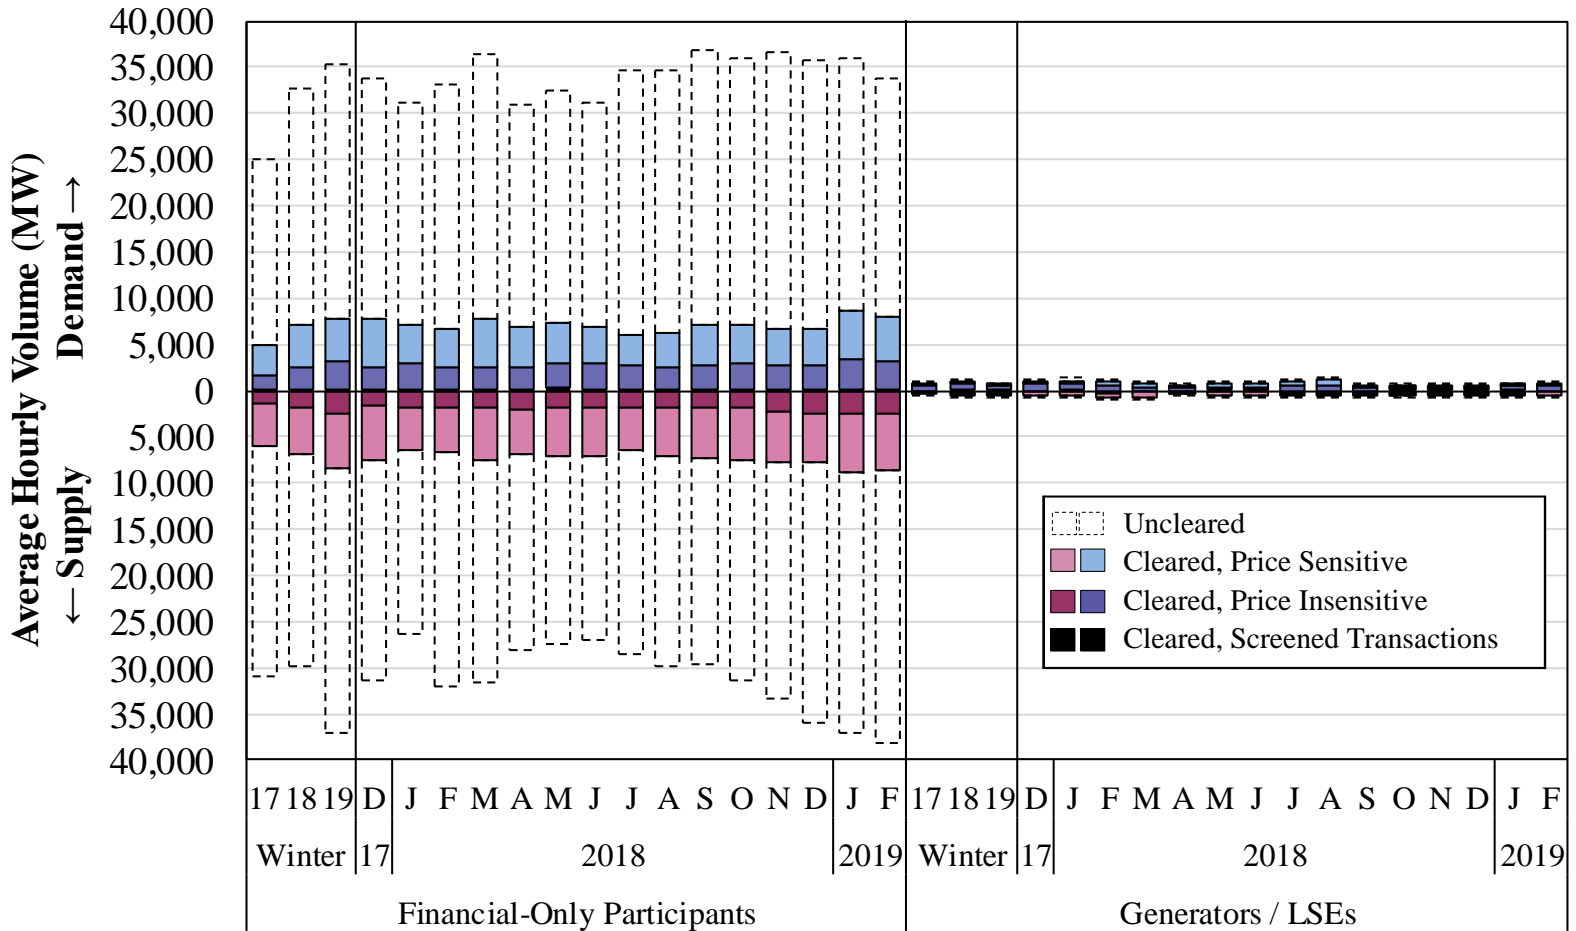 40,000
35,000
30,000
25,000
20,000
15,000
10,000
5,000
0
5,000
10,000
15,000
20,000
25,000
30,000
35,000
40,000
Average Hourly Volume (MW)
← Supply Demand →
Uncleared
Cleared, Price Sensitive
Cleared, Price Insensitive
Cleared, Screened Transactions
17 18 19 D J F M A M J J A S O N D J F 17 18 19 D J F M A M J J A S O N D J F
Winter 17 2018 2019 Winter 17 2018 2019
Financial-Only Participants Generators / LSEs